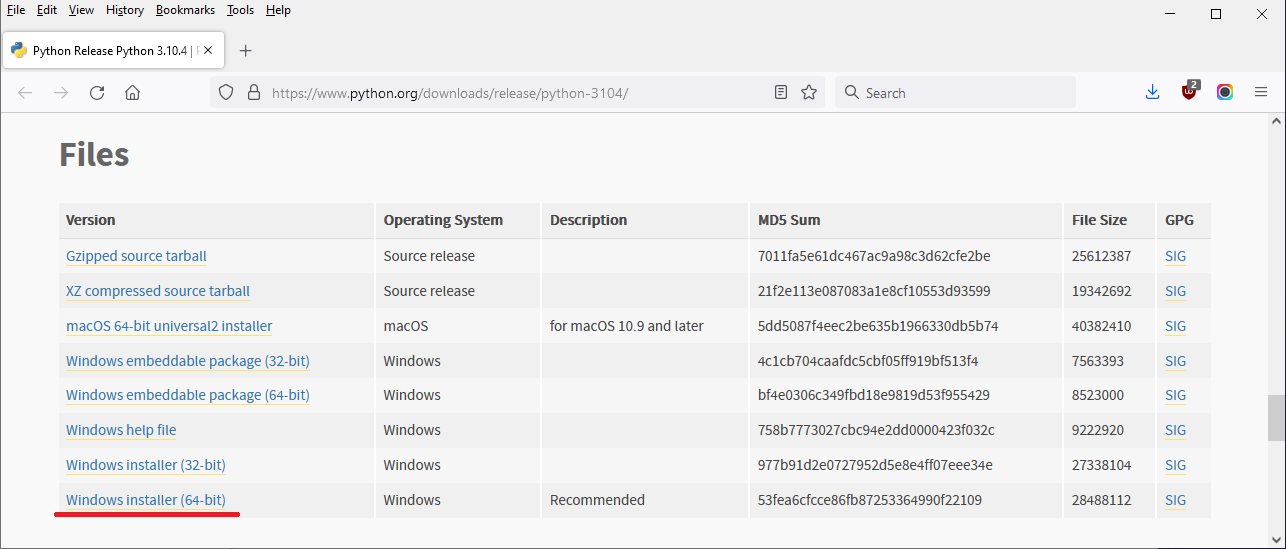 File Edit View History Bookmarks Tools Help
Python Release Python 3.10.4 |
https://www.python.org/downloads/release/python-3104/
Search
2
Files
Version Operating System Description MD5 Sum File Size GPG
Gzipped source tarball Source release 7011fa5e61dc467ac9a98c3d62cfe2be 25612387 SIG
XZ compressed source tarball Source release 21f2e113e087083a1e8cf10553d93599 19342692 SIG
macOS 64-bit universal2 installer macOS for macOS 10.9 and later 5dd5087f4eec2be635b1966330db5b74 40382410 SIG
Windows embeddable package (32-bit) Windows 4c1cb704caafdc5cbf05ff919bf513f4 7563393 SIG
Windows embeddable package (64-bit) Windows bf4e0306c349fbd18e9819d53f955429 8523000 SIG
Windows help file Windows 758b7773027cbc94e2dd0000423f032c 9222920 SIG
Windows installer (32-bit) Windows 977b91d2e0727952d5e8e4ff07eee34e 27338104 SIG
Windows installer (64-bit) Windows Recommended 53fea6cfcce86fb87253364990f22109 28488112 SIG